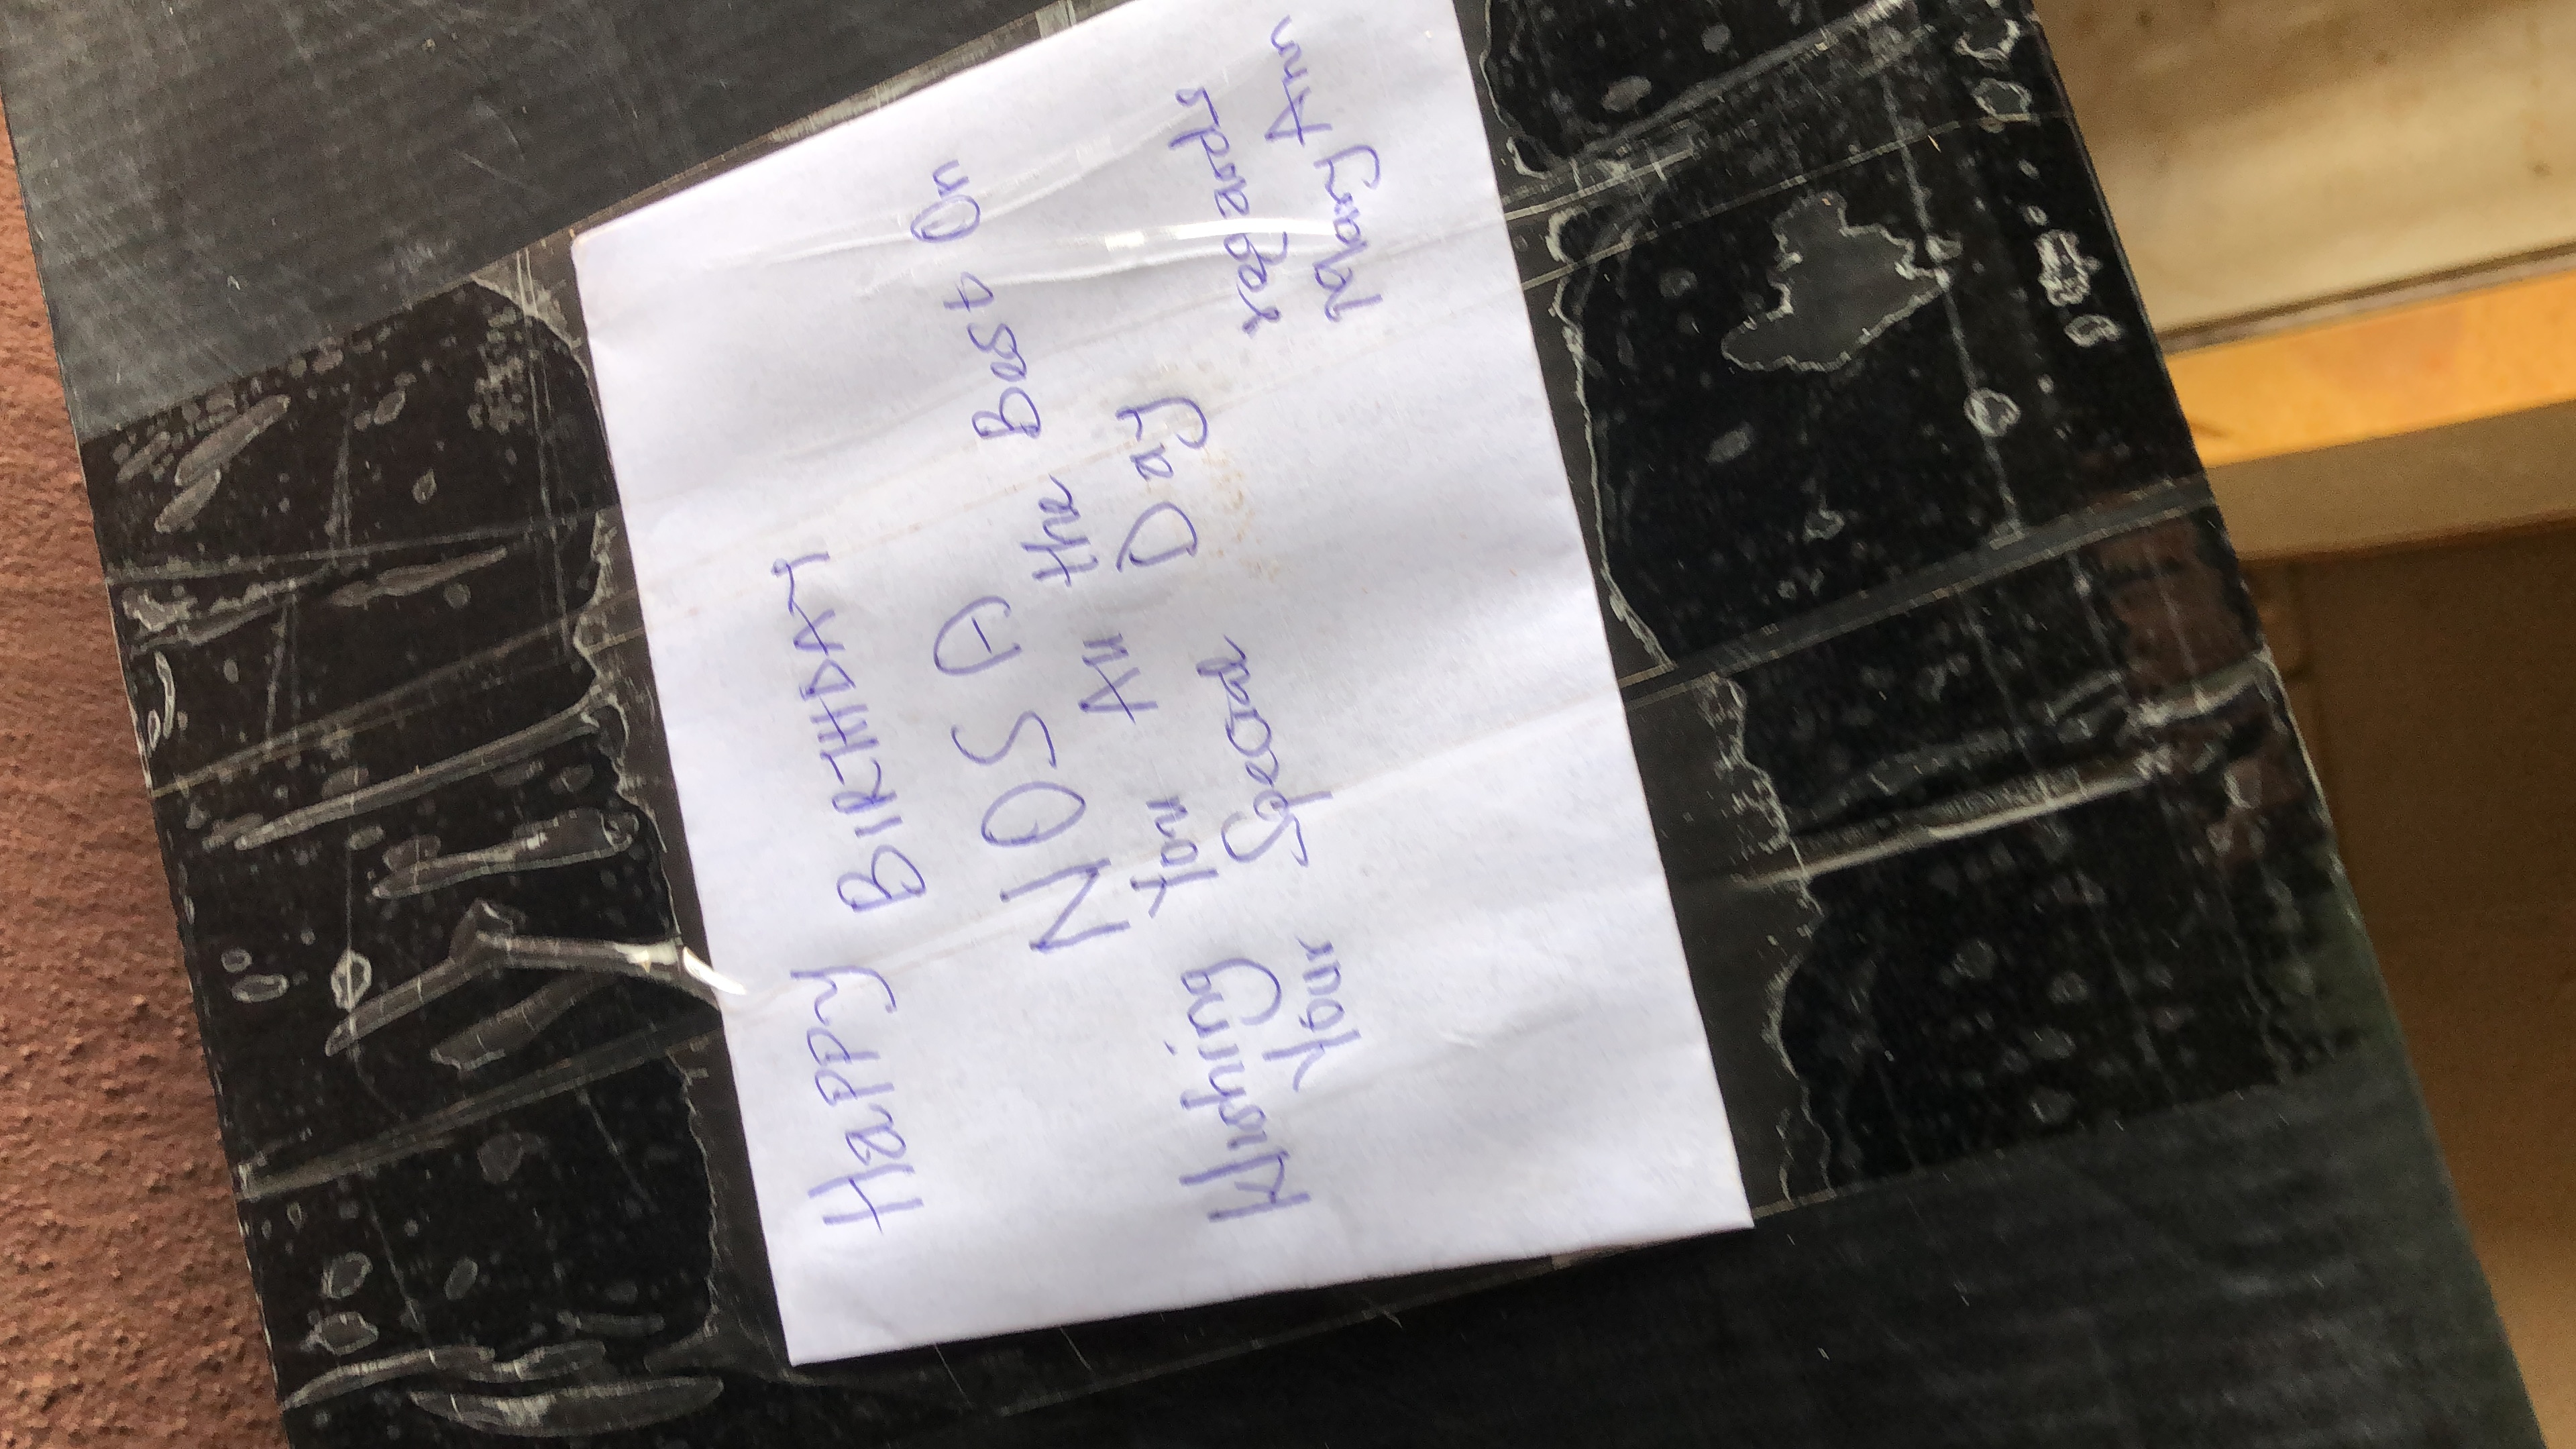 Happy BIRTHDAY
NOSA
Wishing You All the Best On
Your Special Day
regards
Mary Ann